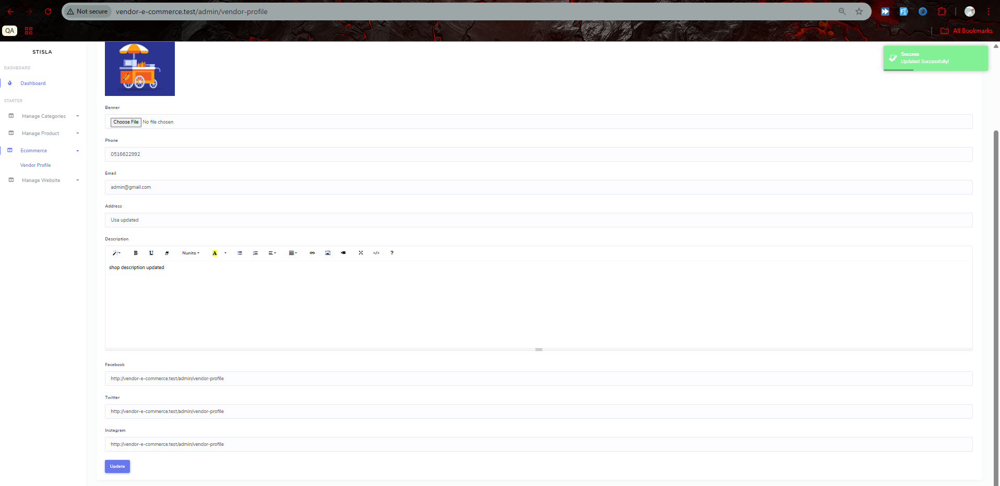 Not secure
vendor-e-commerce.test/admin/vendor-profile
QA
All Bookmarks
STISLA
DASHBOARD
Dashboard
STARTER
Manage Categories
Manage Product
Ecommerce
Vendor Profile
Manage Website
Success
Updated Successfully!
Banner
Choose File No file chosen
Phone
0516622992
Email
admin@gmail.com
Address
Usa updated
Description
B U Nunito A </> ?
shop description updated
Facebook
http://vendor-e-commerce.test/admin/vendor-profile
Twitter
http://vendor-e-commerce.test/admin/vendor-profile
Instagram
http://vendor-e-commerce.test/admin/vendor-profile
Update